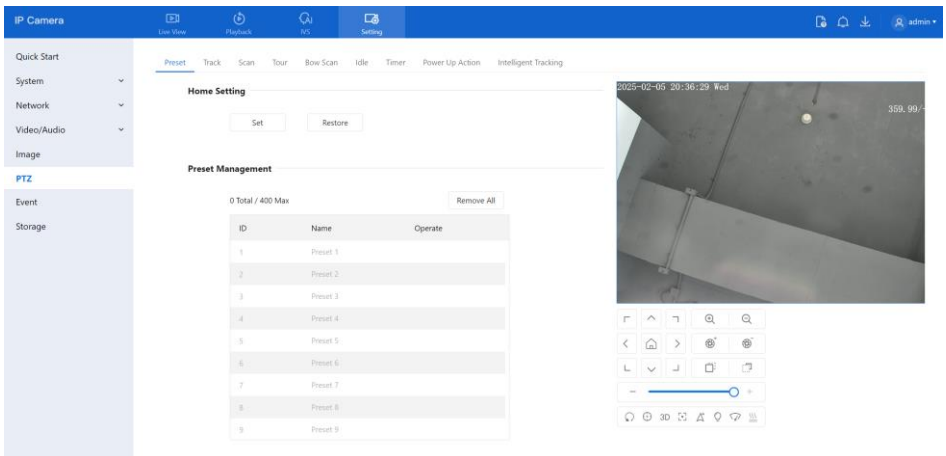 IP Camera
Live View
Playback
IVS
Setting
admin
Quick Start
System
Network
Video/Audio
Image
PTZ
Event
Storage
Preset Track Scan Tour Bow Scan Idle Timer Power Up Action Intelligent Tracking
Home Setting
Set Restore
Preset Management
0 Total / 400 Max Remove All
ID Name Operate
1 Preset 1
2 Preset 2
3 Preset 3
4 Preset 4
5 Preset 5
6 Preset 6
7 Preset 7
8 Preset 8
9 Preset 9
2025-02-05 20:36:29 Wed
359.99/-
3D